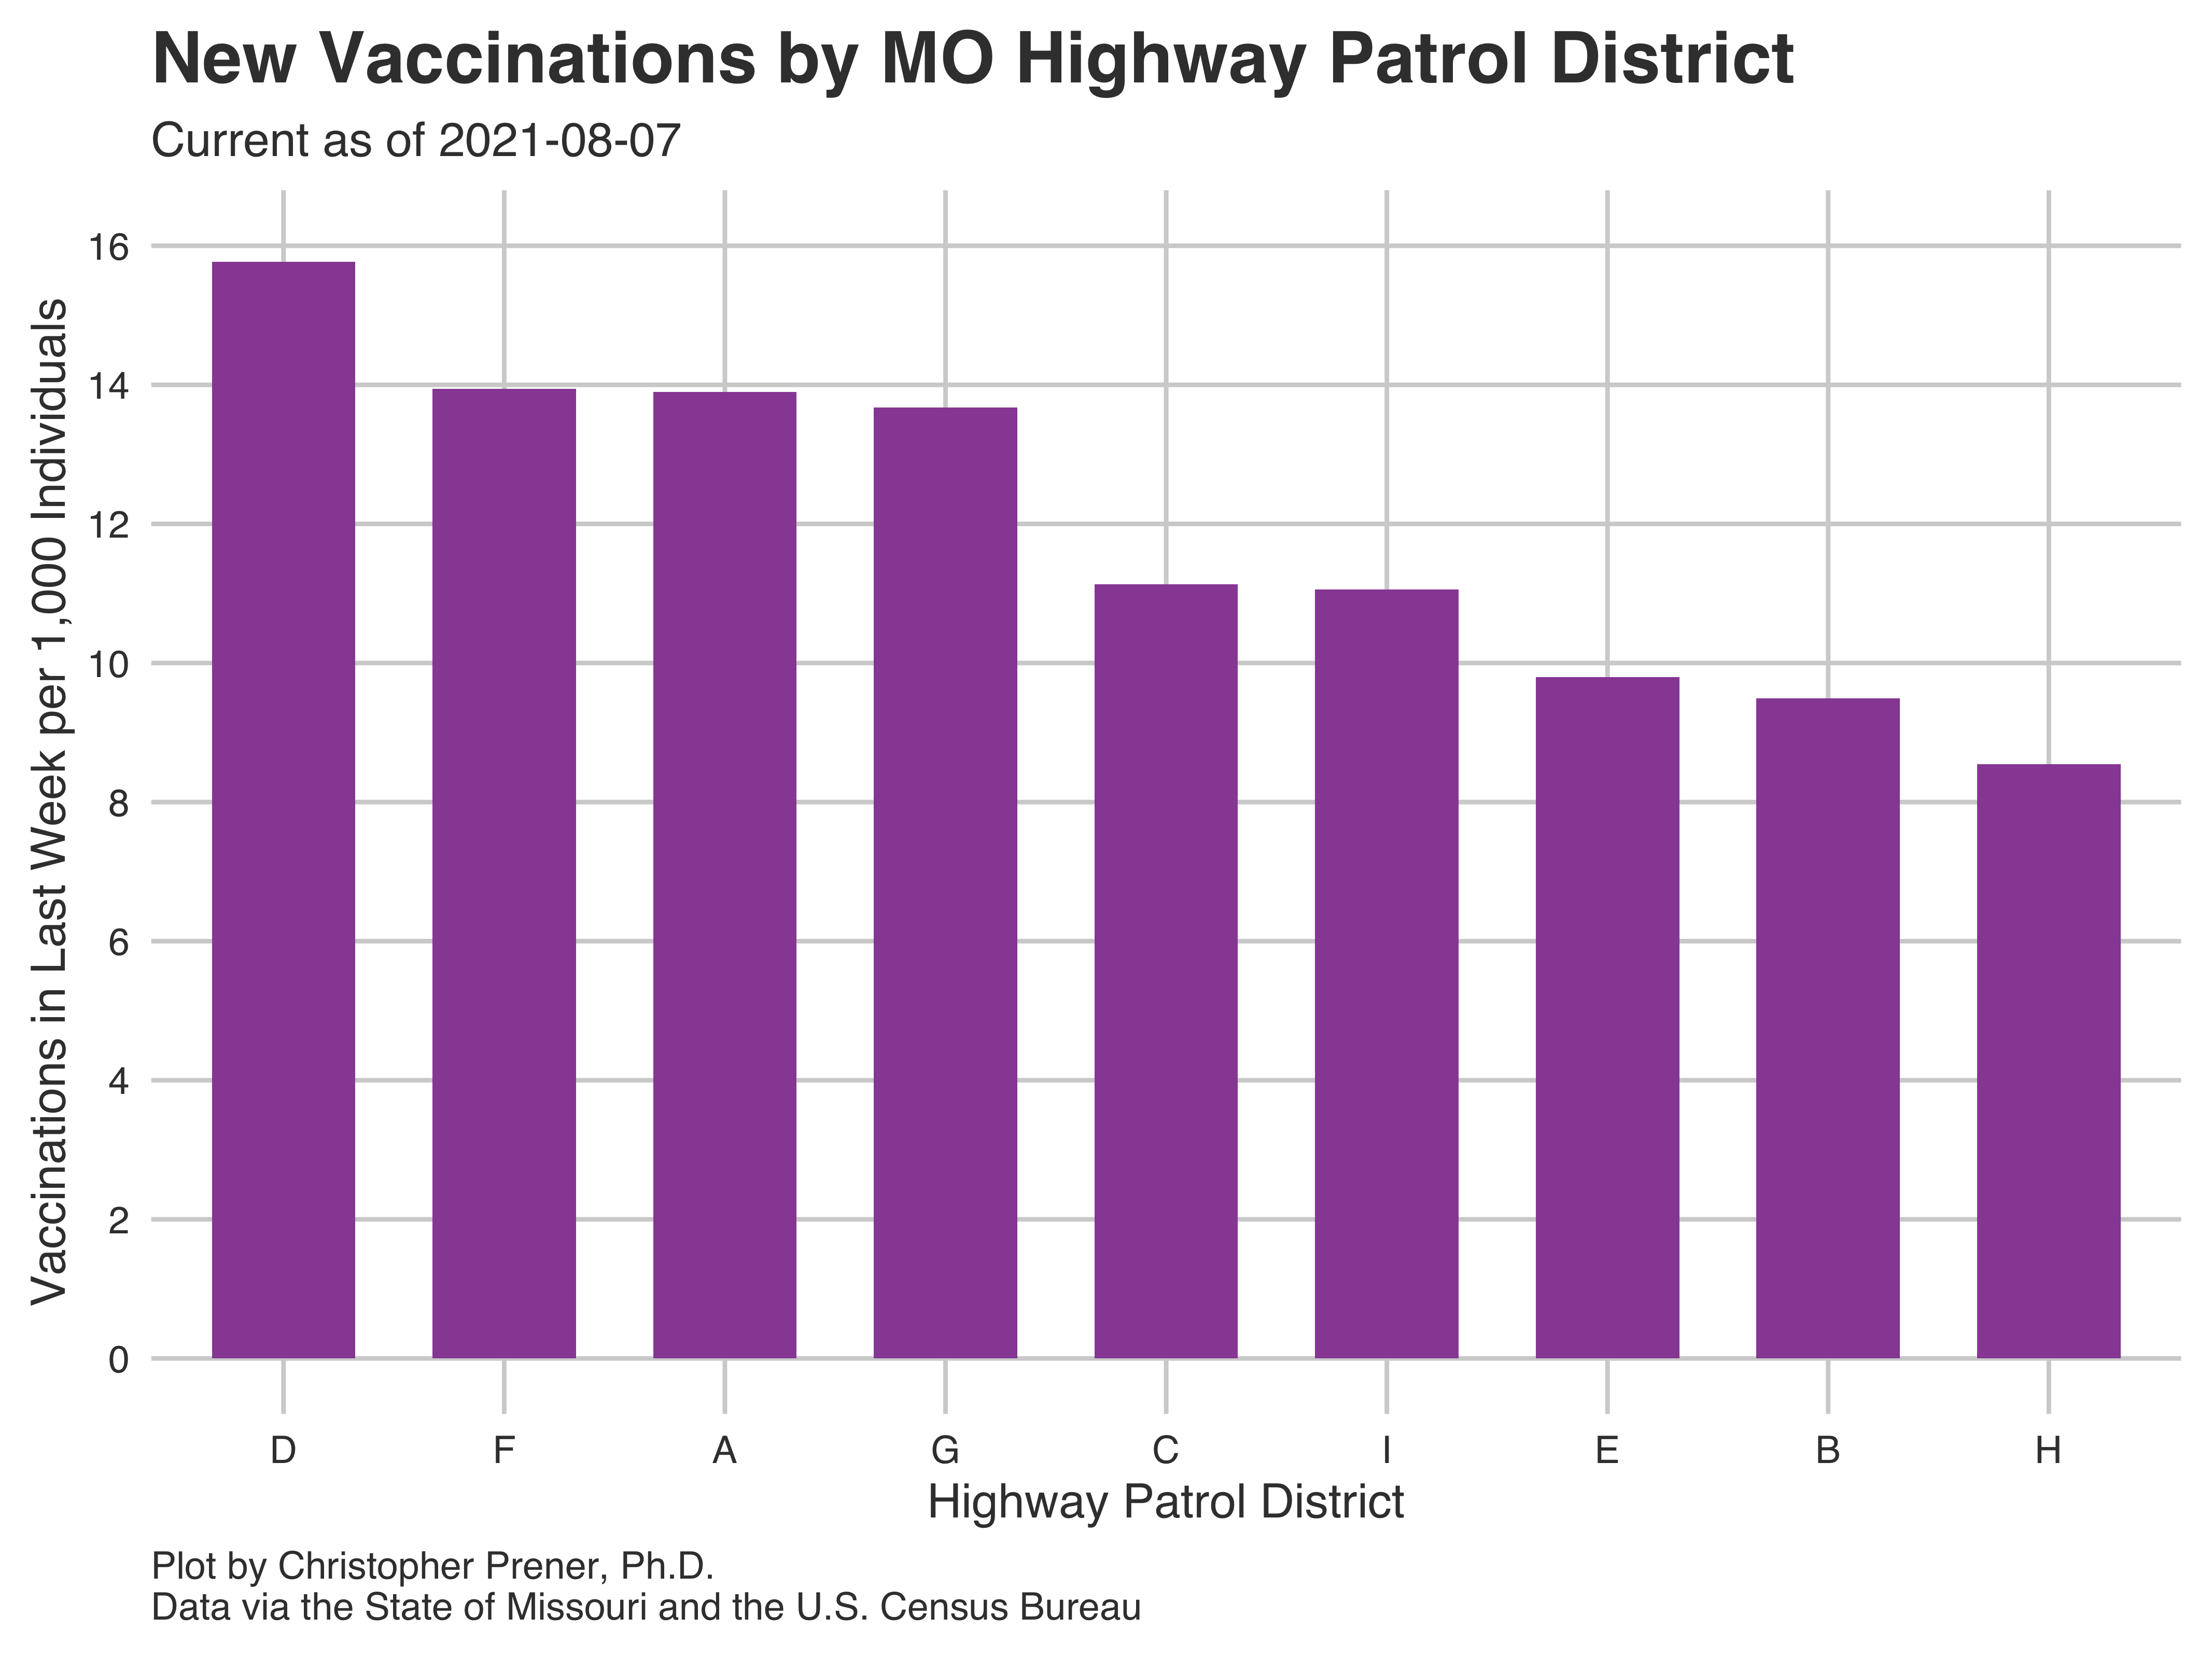 New Vaccinations by MO Highway Patrol District
Current as of 2021-08-07
Vaccinations in Last Week per 1,000 Individuals
16
14
12
10
8
6
4
2
0
D F A G C I E B H
Highway Patrol District
Plot by Christopher Prener, Ph.D.
Data via the State of Missouri and the U.S. Census Bureau